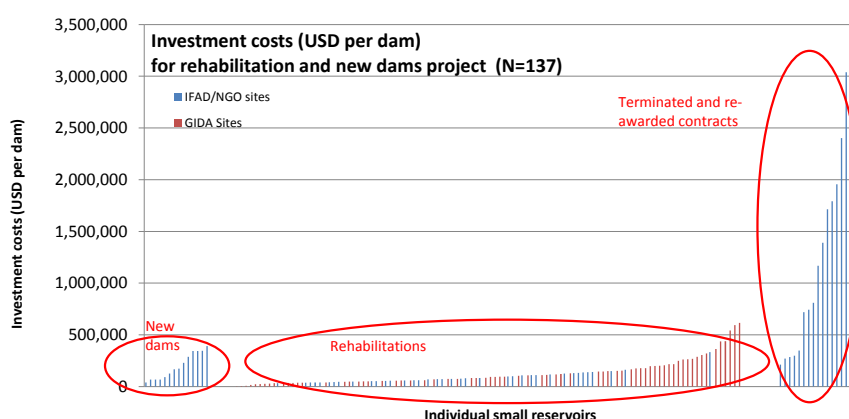 3,500,000
Investment costs (USD per dam)
for rehabilitation and new dams project (N=137)
3,000,000
IFAD/NGO sites
Terminated and re-
awarded contracts
GIDA Sites
2,500,000
2,000,000
1,500,000
1,000,000
500,000
0
Investment costs (USD per dam)
New
dams
Rehabilitations
Individual small reservoirs